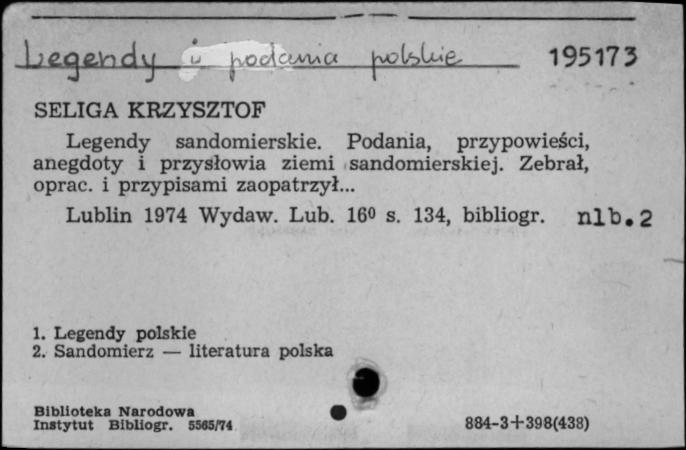 Legendy i podania polskie 195173
SELIGA KRZYSZTOF
Legendy sandomierskie. Podania, przypowieści,
anegdoty i przysłowia ziemi sandomierskiej. Zebrał,
oprac. i przypisami zaopatrzył...
Lublin 1974 Wydaw. Lub. 16⁰ s. 134, bibliogr. nlb.2
1. Legendy polskie
2. Sandomierz — literatura polska
Biblioteka Narodowa
Instytut Bibliogr. 5565/74 884-3+398(438)